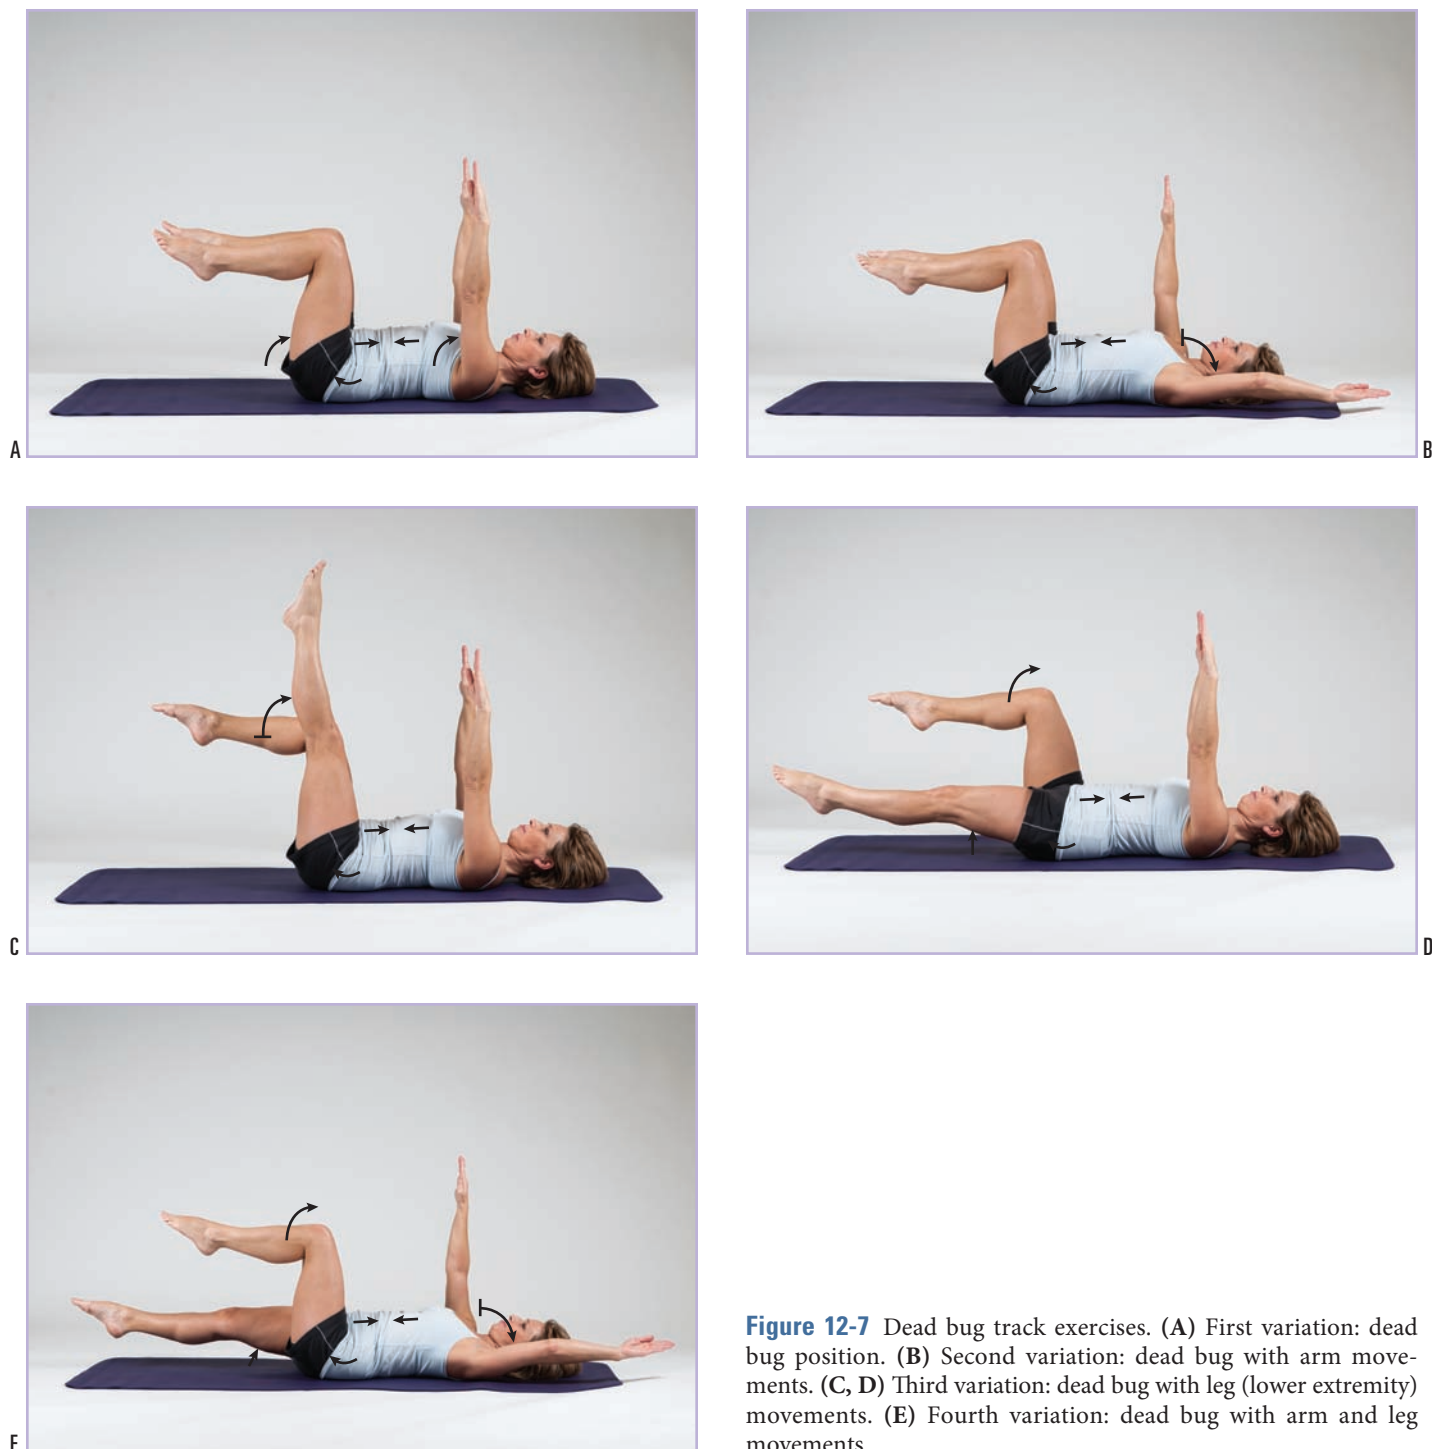 A
B
C
D
E
Figure 12-7 Dead bug track exercises. (A) First variation: dead
bug position. (B) Second variation: dead bug with arm move-
ments. (C, D) Third variation: dead bug with leg (lower extremity)
movements. (E) Fourth variation: dead bug with arm and leg
movements